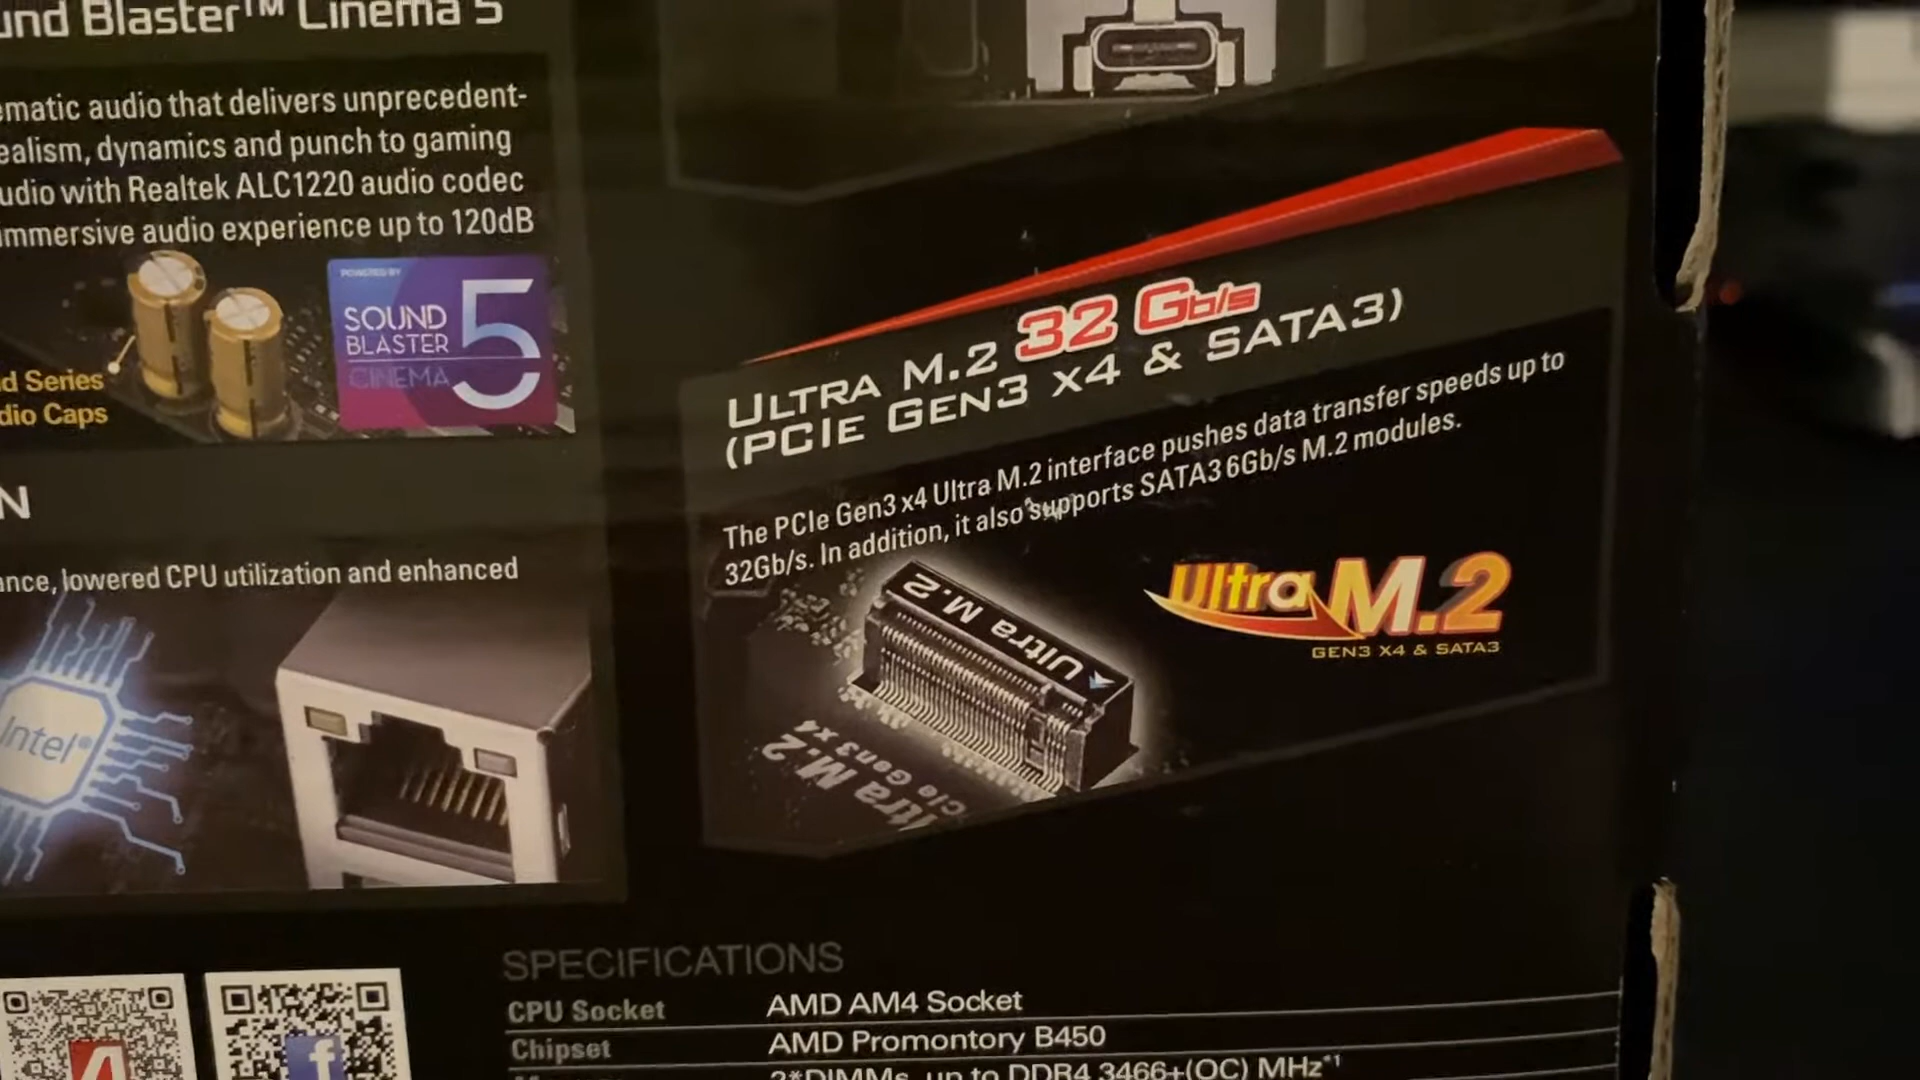 und Blaster™ Cinema 5
ematic audio that delivers unprecedent-
ealism, dynamics and punch to gaming
udio with Realtek ALC1220 audio codec
immersive audio experience up to 120dB
POWERED BY
SOUND
BLASTER
CINEMA
5
d Series
dio Caps
N
ance, lowered CPU utilization and enhanced
Intel®
ULTRA M.2 32 Gb/s
(PCIE GEN3 X4 & SATA3)
The PCIe Gen3 x4 Ultra M.2 interface pushes data transfer speeds up to
32Gb/s. In addition, it also supports SATA3 6Gb/s M.2 modules.
Ultra M.2
GEN3 X4 & SATA3
Ultra M.2
ltra M.2
CIe Gen3 x4
SPECIFICATIONS
CPU Socket AMD AM4 Socket
Chipset AMD Promontory B450
2*DIMMs, up to DDR4 3466+(OC) MHz*1